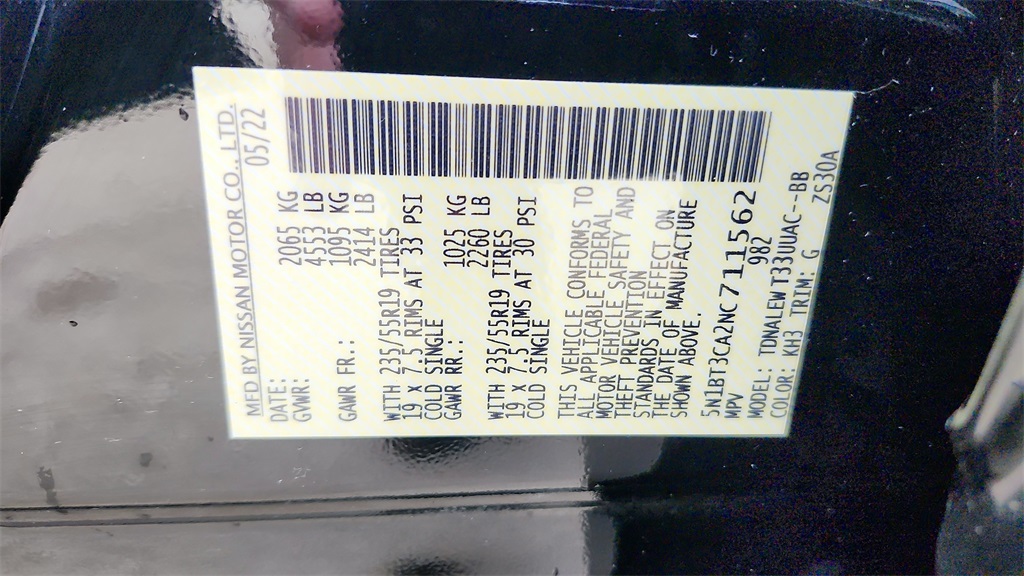 MFD BY NISSAN MOTOR CO., LTD.
DATE: 05/22
GVWR: 2065 KG
4553 LB
GAWR FR.: 1095 KG
2414 LB
WITH 235/55R19 TIRES
19 X 7.5 RIMS AT 33 PSI
COLD SINGLE
GAWR RR.: 1025 KG
2260 LB
WITH 235/55R19 TIRES
19 X 7.5 RIMS AT 30 PSI
COLD SINGLE
THIS VEHICLE CONFORMS TO
ALL APPLICABLE FEDERAL
MOTOR VEHICLE SAFETY AND
THEFT PREVENTION
STANDARDS IN EFFECT ON
THE DATE OF MANUFACTURE
SHOWN ABOVE.
5N1BT3CA2NC711562
MPV 982
MODEL: TDNALEW T33UUAC--BB
COLOR: KH3 TRIM: G ZS30A